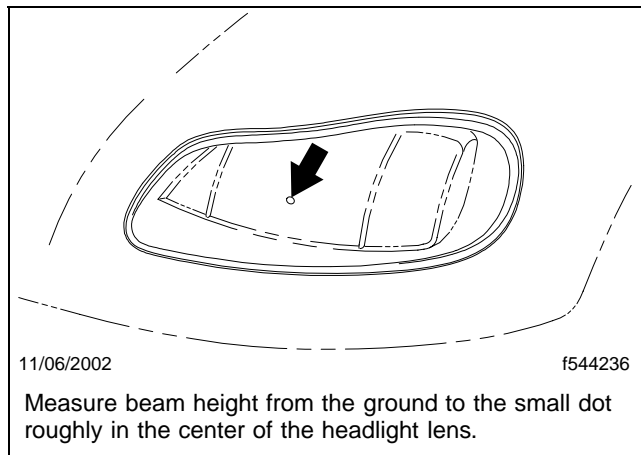 11/06/2002
f544236
Measure beam height from the ground to the small dot
roughly in the center of the headlight lens.